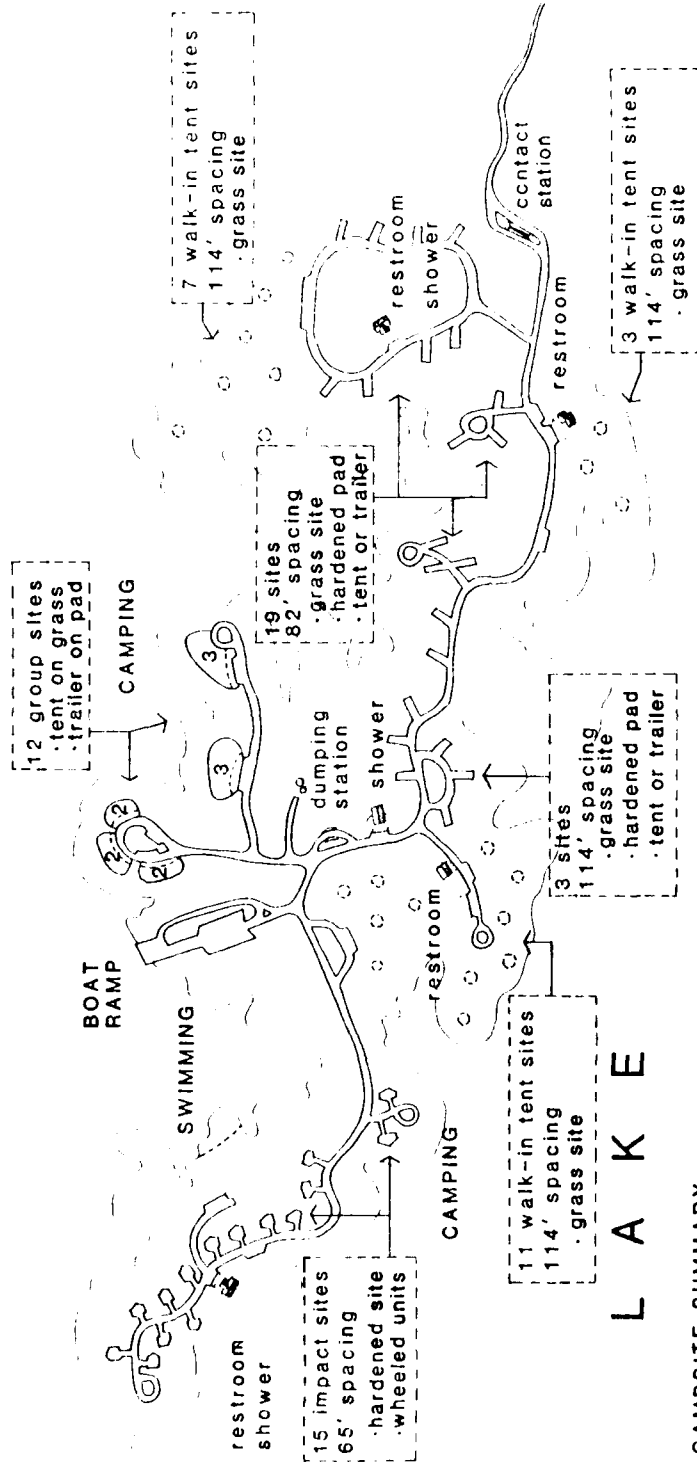 7 walk-in tent sites
114' spacing
·grass site
12 group sites
·tent on grass
·trailer on pad
CAMPING
BOAT
RAMP
SWIMMING
2
2
2
3
3
19 sites
82' spacing
·grass site
·hardened pad
·tent or trailer
restroom
shower
contact
station
dumping
station
shower
restroom
restroom
restroom
shower
15 impact sites
65' spacing
·hardened site
·wheeled units
CAMPING
11 walk-in tent sites
114' spacing
·grass site
3 sites
114' spacing
·grass site
·hardened pad
·tent or trailer
3 walk-in tent sites
114' spacing
·grass site
LAKE
CAMPSITE SUMMARY